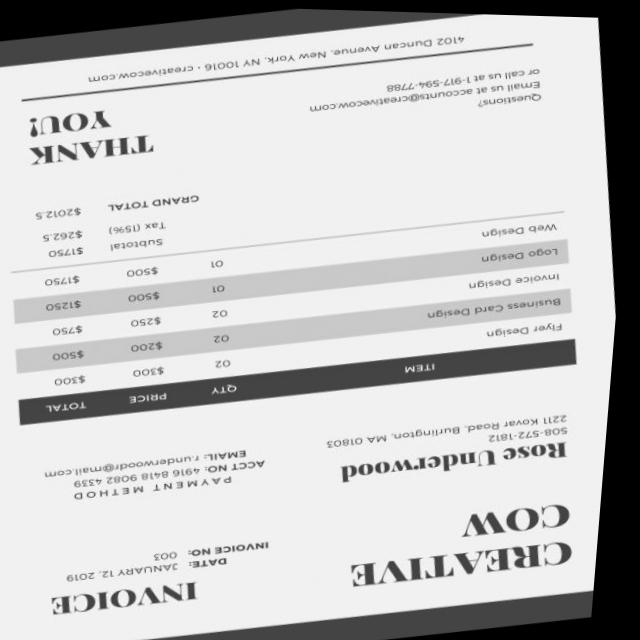 CREATIVE
COW
INVOICE
DATE: JANUARY 12, 2019
INVOICE NO: 003
Rose Underwood
508-572-1812
2211 Kovar Road, Burlington, MA 01803
PAYMENT METHOD
ACCT NO: 4916 8418 9082 4339
EMAIL: r.underwoodr@mail.com
ITEM QTY PRICE TOTAL
Flyer Design 02 $300 $300
Business Card Design 02 $200 $500
Invoice Design 02 $250 $750
Logo Design 01 $500 $1250
Web Design 01 $500 $1750
Subtotal $1750
Tax (15%) $262.5
GRAND TOTAL $2012.5
THANK
YOU!
Questions?
Email us at accounts@creativecow.com
or call us at 1-917-594-7788
4102 Duncan Avenue, New York, NY 10016 • creativecow.com